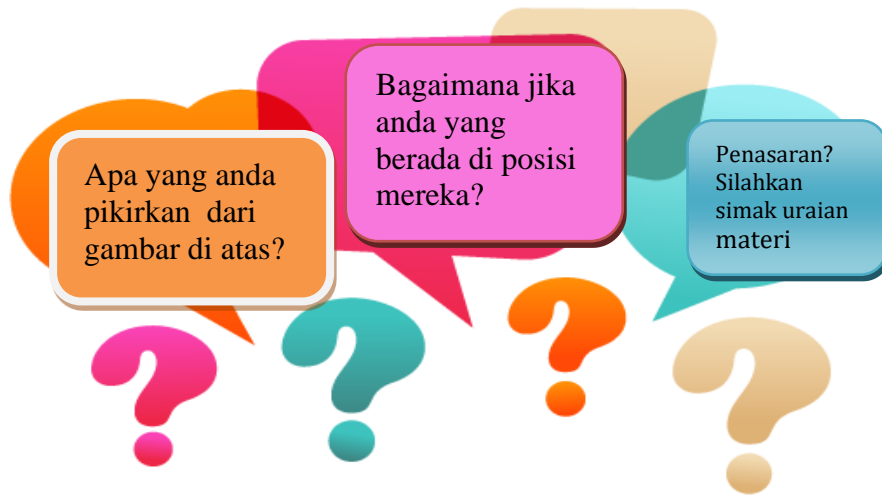 Apa yang anda
pikirkan dari
gambar di atas?
Bagaimana jika
anda yang
berada di posisi
mereka?
Penasaran?
Silahkan
simak uraian
materi
?
?
?
?